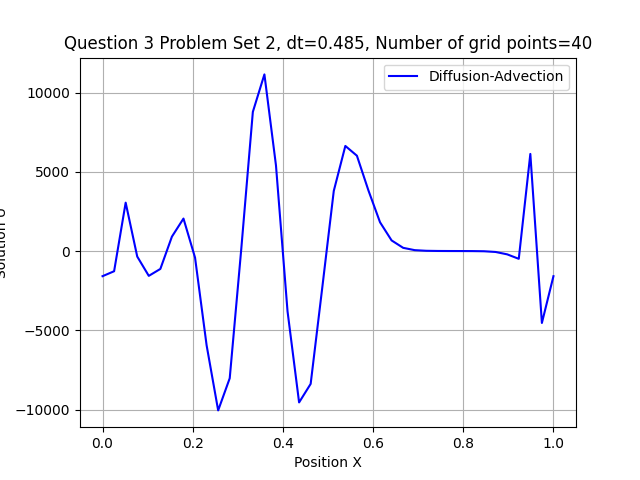 Question 3 Problem Set 2, dt=0.485, Number of grid points=40
Diffusion-Advection
10000
5000
0
−5000
−10000
0.0 0.2 0.4 0.6 0.8 1.0
Position X
Solution